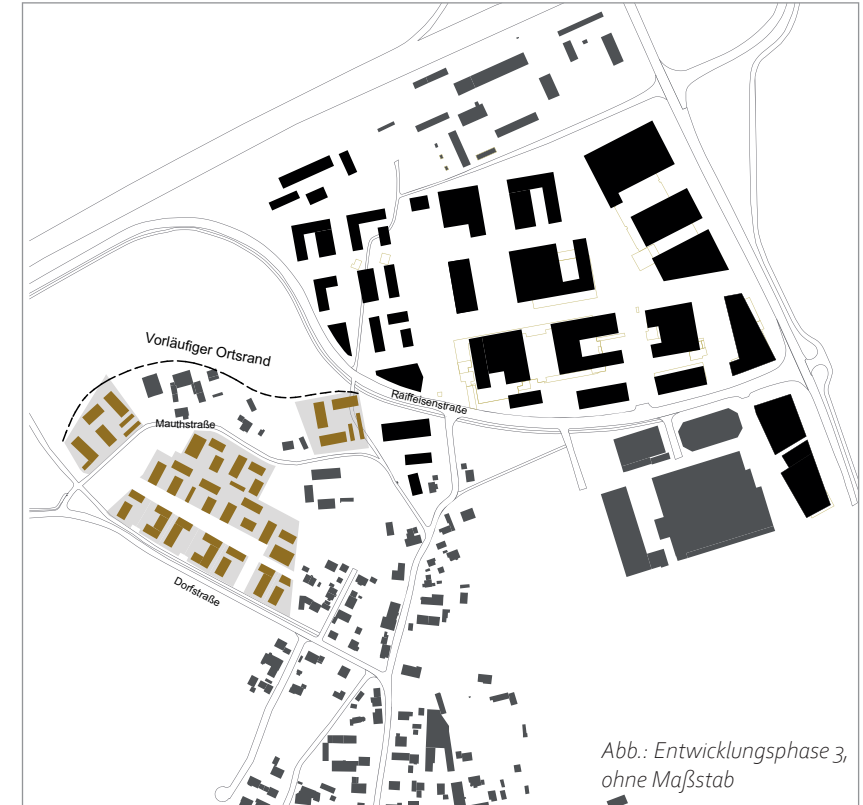 Vorläufiger Ortsrand
Raiffeisenstraße
Mauthstraße
Dorfstraße
Abb.: Entwicklungsphase 3,
ohne Maßstab